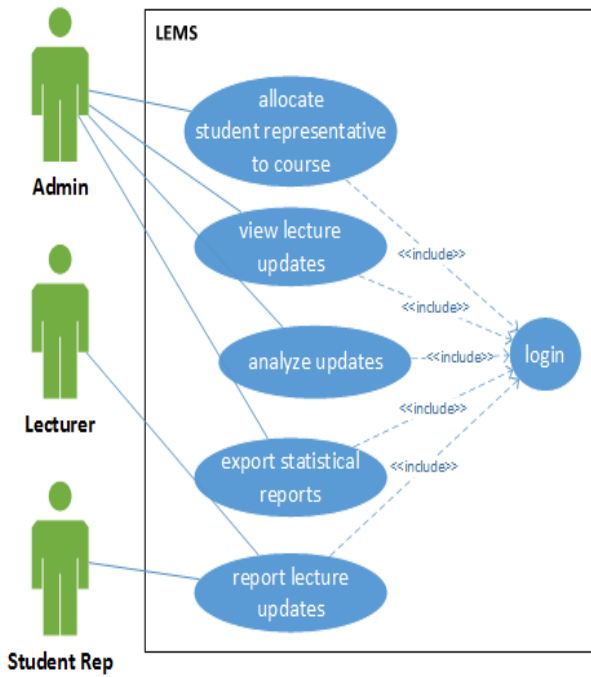 LEMS
allocate
student representative
to course
Admin
view lecture
updates
<<include>>
<<include>>
analyze updates
<<include>>
login
Lecturer
<<include>>
export statistical
reports
<<include>>
report lecture
updates
Student Rep